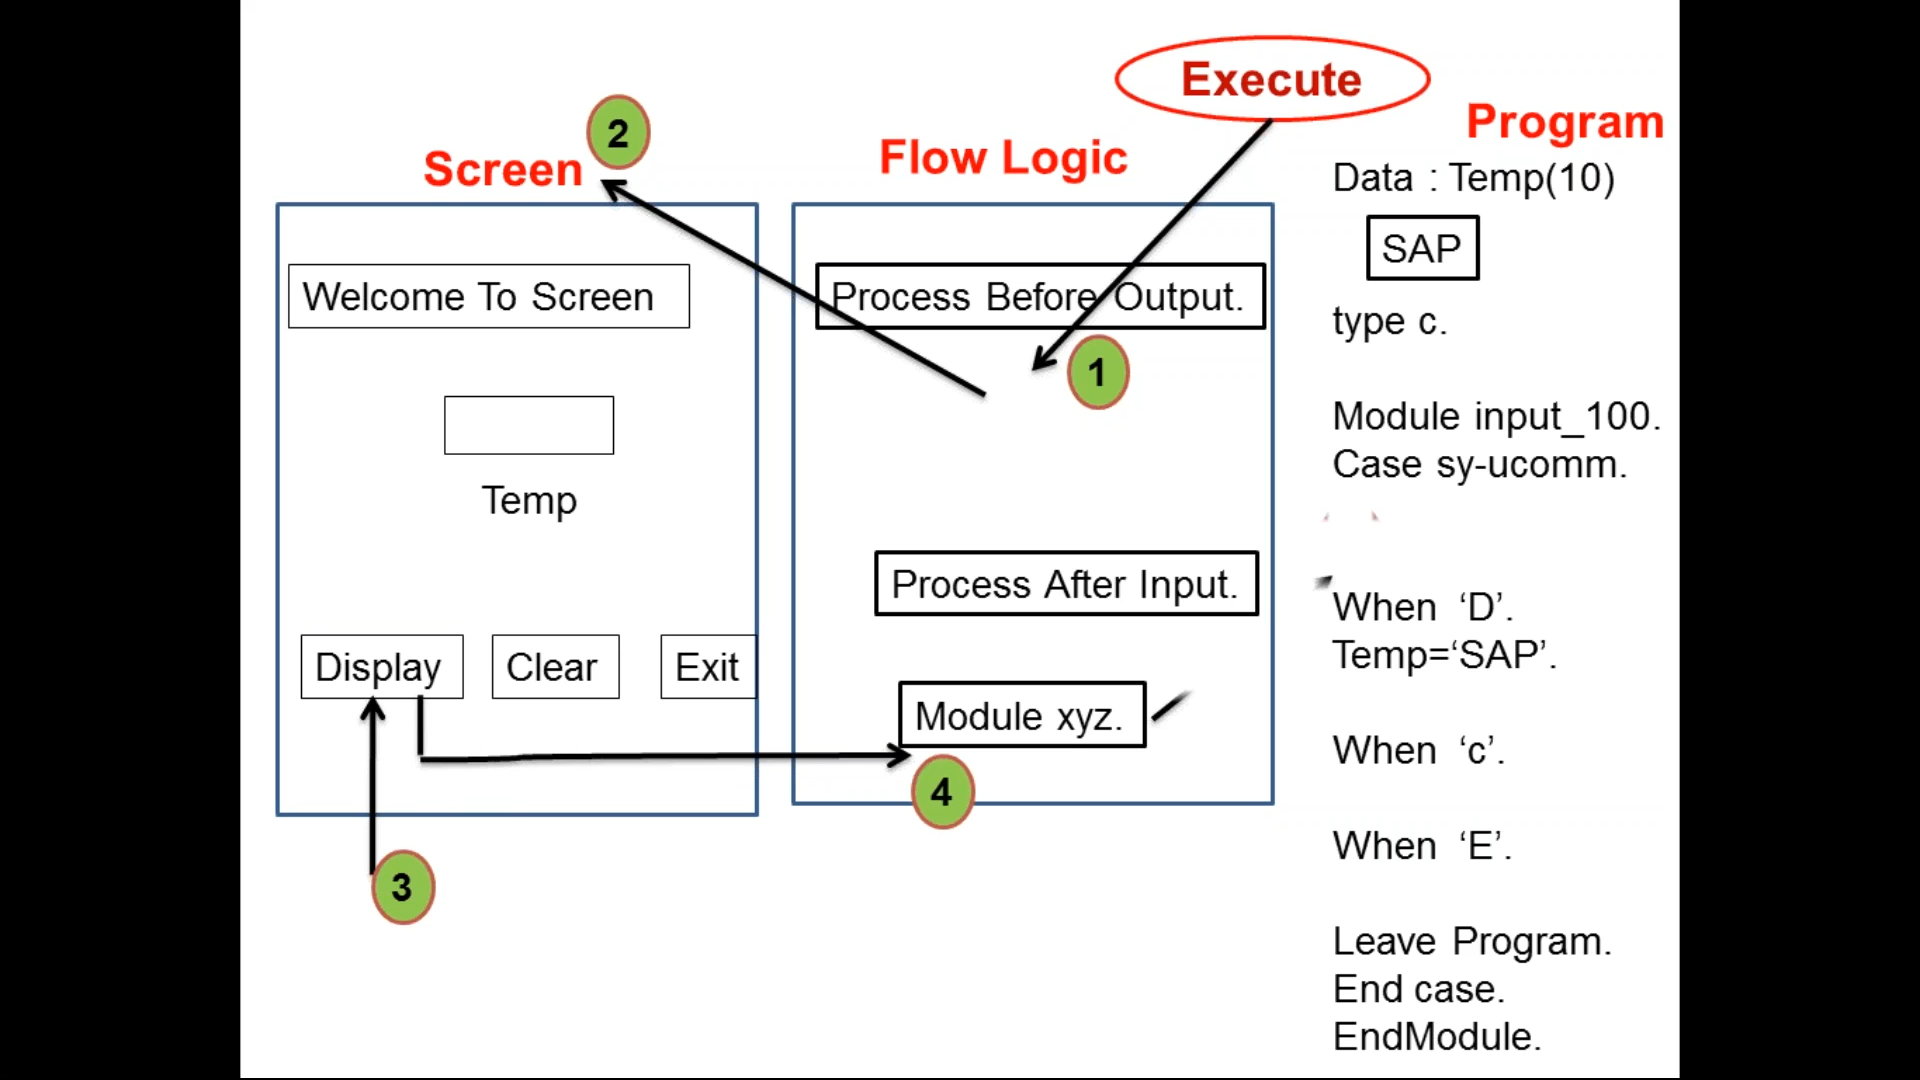 Execute
Program
2
Screen
Flow Logic
Data : Temp(10)
SAP
type c.
Welcome To Screen
Process Before Output.
1
Module input_100.
Case sy-ucomm.
Temp
Process After Input.
When ‘D’.
Temp=‘SAP’.
Display
Clear
Exit
Module xyz.
When ‘c’.
4
When ‘E’.
3
Leave Program.
End case.
EndModule.